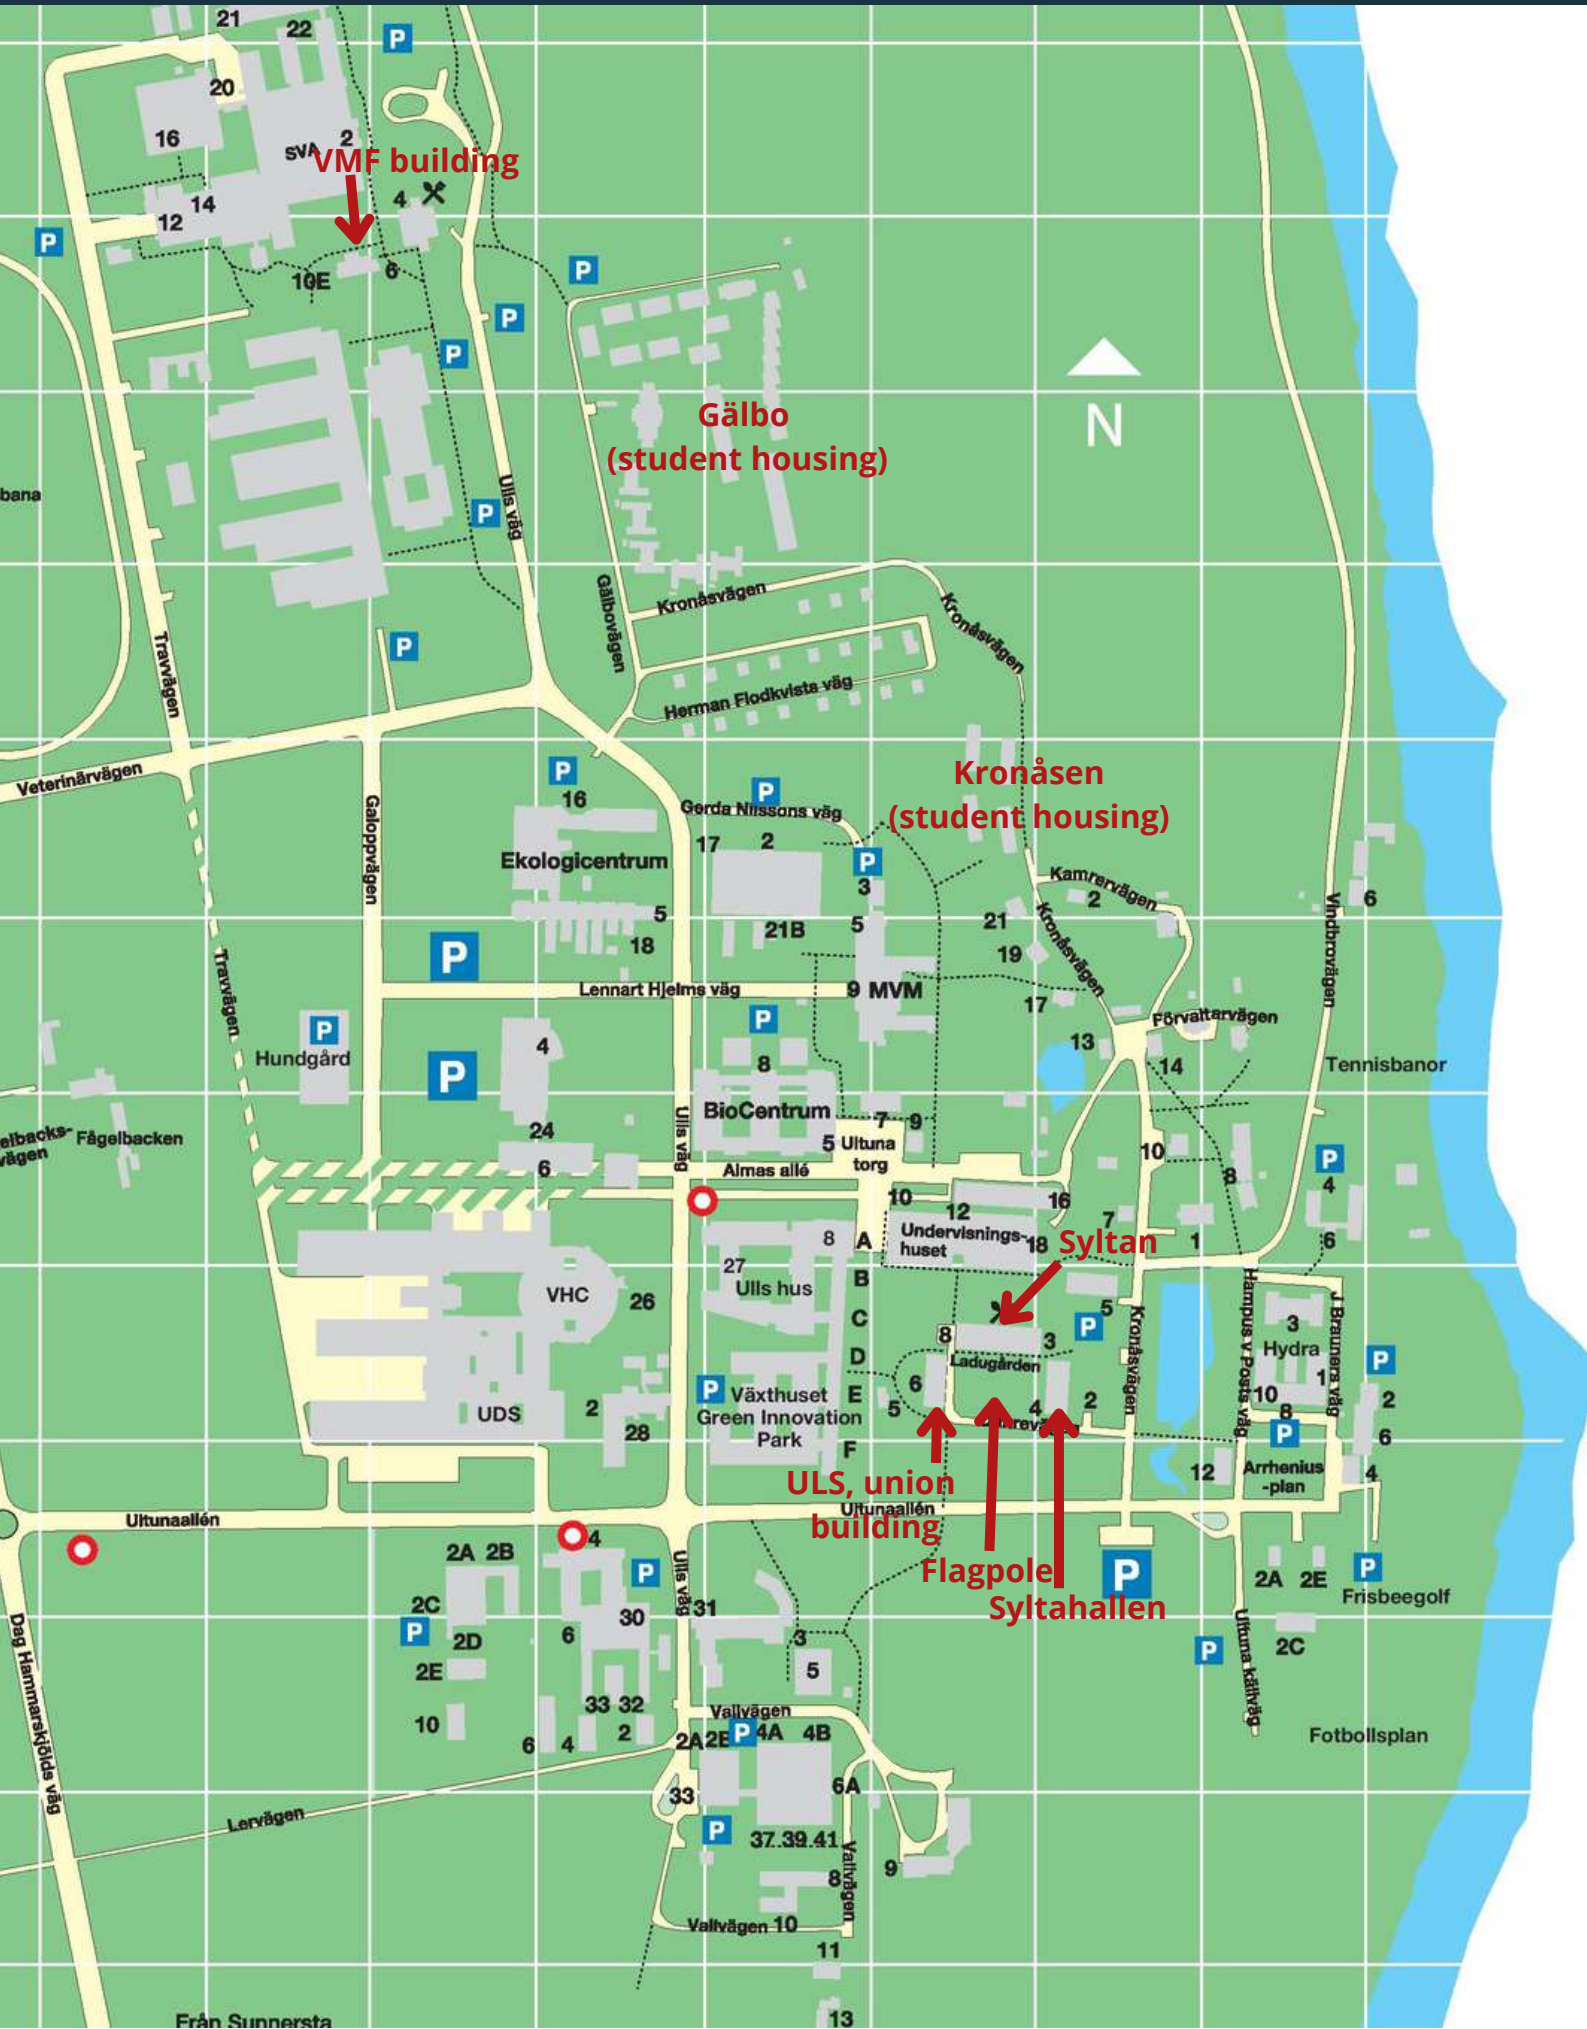 21
22
P
20
16
2
SVA
VMF building
4
14
12
P
6
10E
P
P
P
Gälbo
(student housing)
N
bana
Ulls väg
P
Gälbovägen
Kronåsvägen
Kronåsvägen
Travvägen
P
Herman Flodkvists väg
Veterinärvägen
P
16
Kronåsen
(student housing)
P
Gerda Nilssons väg
17
2
Galoppvägen
Ekologicentrum
P
3
Kamrervägen
2
6
5
21B
5
21
18
19
Kronåsvägen
Vindbrovägen
P
Travvägen
Lennart Hjelms väg
9 MVM
17
P
Förvaltarvägen
P
Hundgård
4
8
13
14
Tennisbanor
P
BioCentrum
Ulls väg
7
9
elbacks-
vägen
Fågelbacken
24
5
Ultuna
torg
10
P
6
Almas allé
8
4
10
12
16
7
Undervisnings-
huset
18
Syltan
1
6
8
A
27
Ulls hus
B
VHC
26
C
5
P
8
3
Kronåsvägen
Hampus v Posts väg
J Brauners väg
3
Hydra
D
Ladugården
P
1
6
10
2
P
Växthuset
E
5
4
2
8
UDS
2
Green Innovation
Park
28
F
P
6
12
Arrhenius
-plan
4
ULS, union
building
Ultunaallén
Ultunaallén
4
Flagpole
P
Syltahallen
2A 2B
P
2A 2E
P
Frisbeegolf
2C
P
Ulls väg
31
30
6
2D
3
2C
P
Ultuna källväg
2E
5
Dag Hammarskjölds väg
33 32
10
2
6
4
Vallvägen
2A
P
4A
4B
Fotbollsplan
33
6A
Lervägen
P
37.39.41
Vallvägen
8
9
Vallvägen 10
11
13
Från Sunnersta